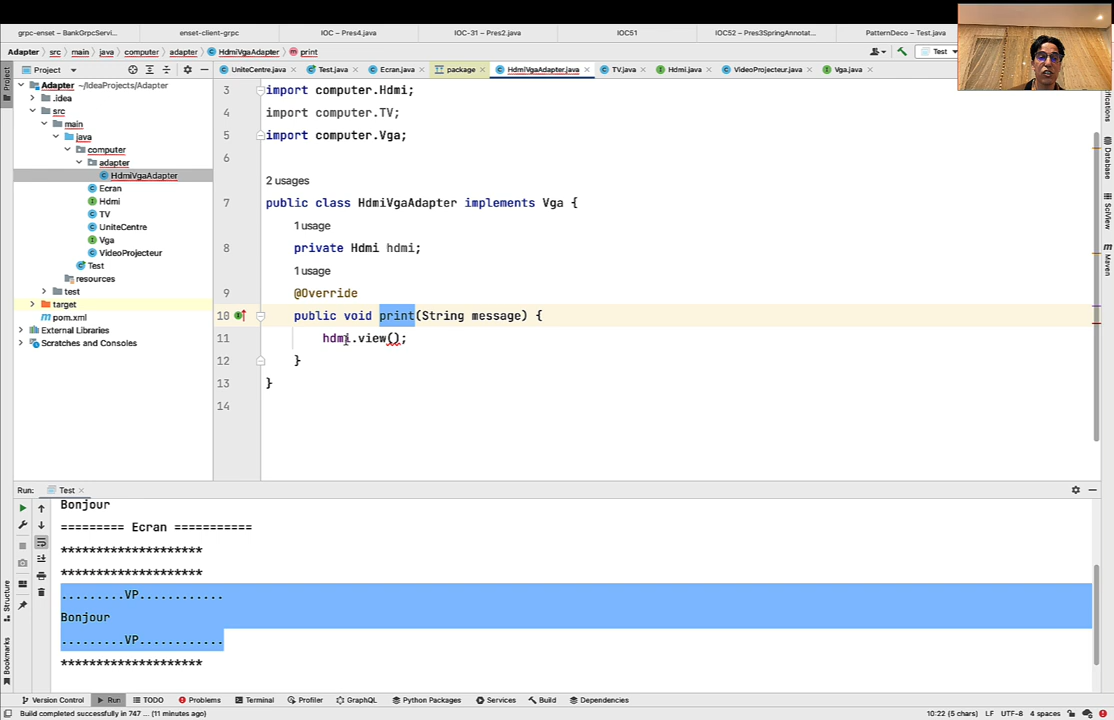 grpc-enset – BankGrpcServi... enset-client-grpc IOC – Pres4.java IOC-31 – Pres2.java IOC51 IOC52 – Pres3SpringAnnotat... PatternDeco – Test.java
Adapter src main java computer adapter HdmiVgaAdapter print Test
Project UniteCentre.java Test.java Ecran.java package HdmiVgaAdapter.java TV.java Hdmi.java VideoProjecteur.java Vga.java
Project
Adapter ~/IdeaProjects/Adapter
.idea
src
main
java
computer
adapter
HdmiVgaAdapter
Ecran
Hdmi
TV
UniteCentre
Vga
VideoProjecteur
Test
resources
test
target
pom.xml
External Libraries
Scratches and Consoles
3 import computer.Hdmi;
4 import computer.TV;
5 import computer.Vga;
6
2 usages
7 public class HdmiVgaAdapter implements Vga {
1 usage
8 private Hdmi hdmi;
1 usage
9 @Override
10 public void print(String message) {
11 hdmi.view();
12 }
13 }
14
Database
SciView
Maven
Run: Test
Bonjour
========= Ecran ===========
********************
********************
.........VP............
Bonjour
.........VP............
********************
Structure
Bookmarks
Version Control Run TODO Problems Terminal Profiler GraphQL Python Packages Services Build Dependencies
Build completed successfully in 747 ... (11 minutes ago) 10:22 (5 chars) LF UTF-8 4 spaces